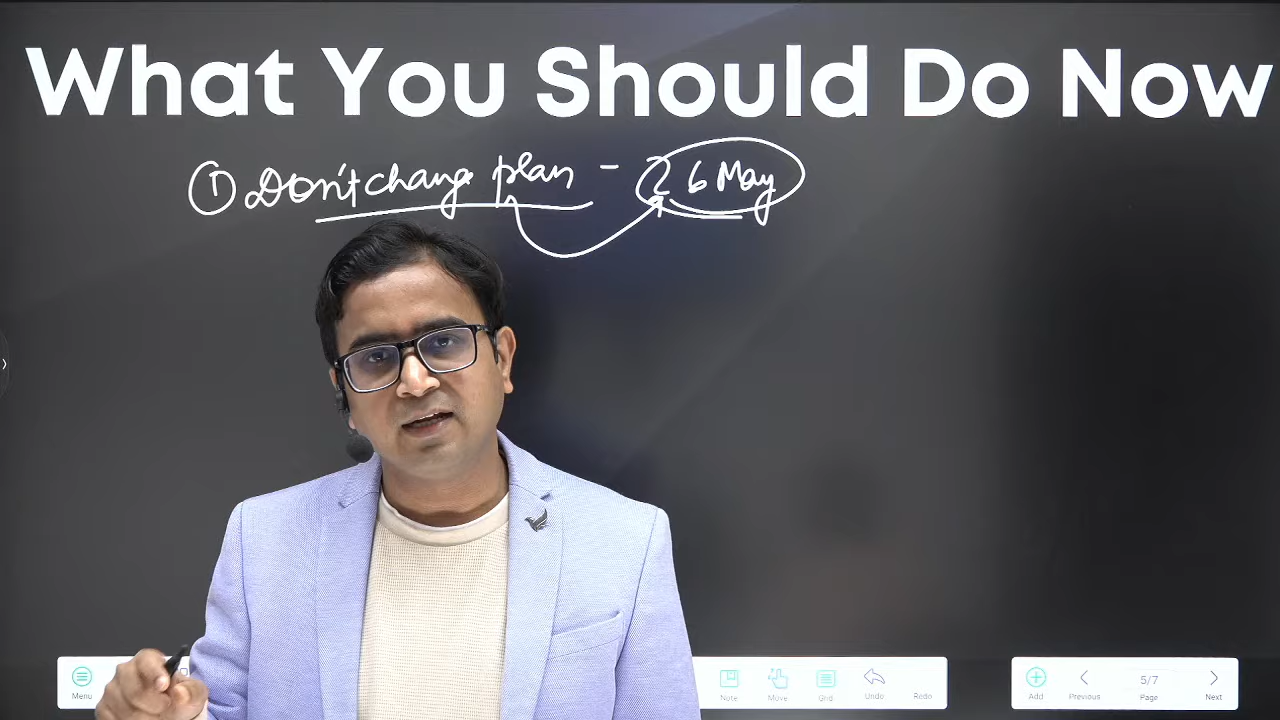 What You Should Do Now
① Don't change plan - 26 May
Menu
Note
Move
Grid
Undo
Redo
Add
Previous
5/7
Page
Next